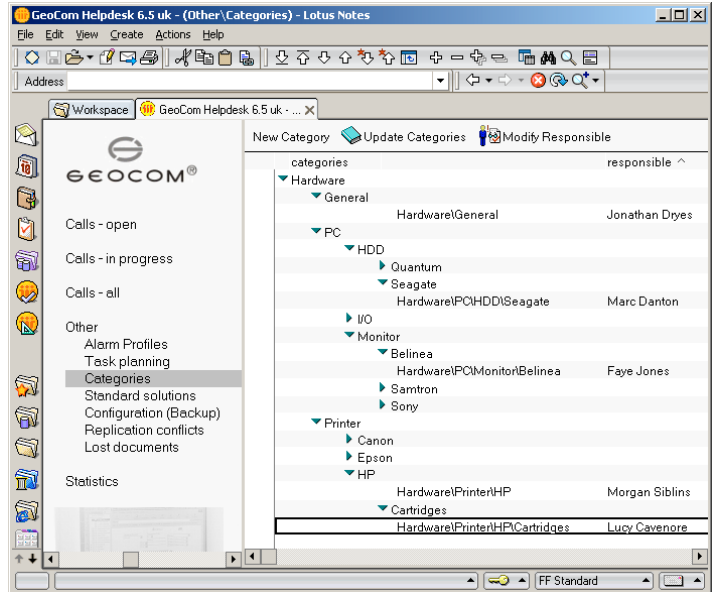 GeoCom Helpdesk 6.5 uk - (Other\Categories) - Lotus Notes
File Edit View Create Actions Help
Address
Workspace GeoCom Helpdesk 6.5 uk - ...
New Category Update Categories Modify Responsible
GEOCOM®
Calls - open
Calls - in progress
Calls - all
Other
Alarm Profiles
Task planning
Categories
Standard solutions
Configuration (Backup)
Replication conflicts
Lost documents
Statistics
categories responsible
Hardware
General
Hardware\General Jonathan Dryes
PC
HDD
Quantum
Seagate
Hardware\PC\HDD\Seagate Marc Danton
I/O
Monitor
Belinea
Hardware\PC\Monitor\Belinea Faye Jones
Samtron
Sony
Printer
Canon
Epson
HP
Hardware\Printer\HP Morgan Siblins
Cartridges
Hardware\Printer\HP\Cartridges Lucy Cavenore
FF Standard